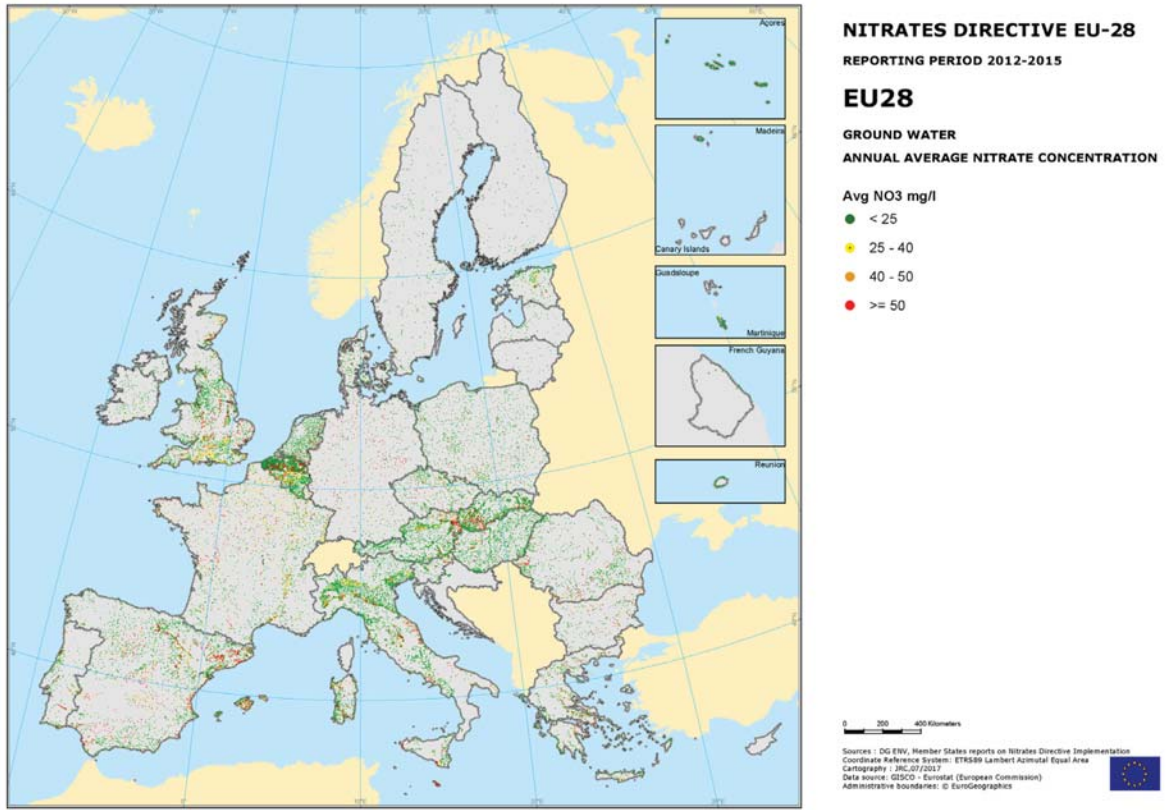 Açores
Madeira
Canary Islands
Guadaloupe
Martinique
French Guyana
Reunion
NITRATES DIRECTIVE EU-28
REPORTING PERIOD 2012-2015
EU28
GROUND WATER
ANNUAL AVERAGE NITRATE CONCENTRATION
Avg NO3 mg/l
< 25
25 - 40
40 - 50
>= 50
0 200 400 Kilometers
Sources : DG ENV, Member States reports on Nitrates Directive Implementation
Coordinate Reference System: ETRS89 Lambert Azimutal Equal Area
Cartography : JRC,07/2017
Data source: GISCO - Eurostat (European Commission)
Administrative boundaries: © EuroGeographics